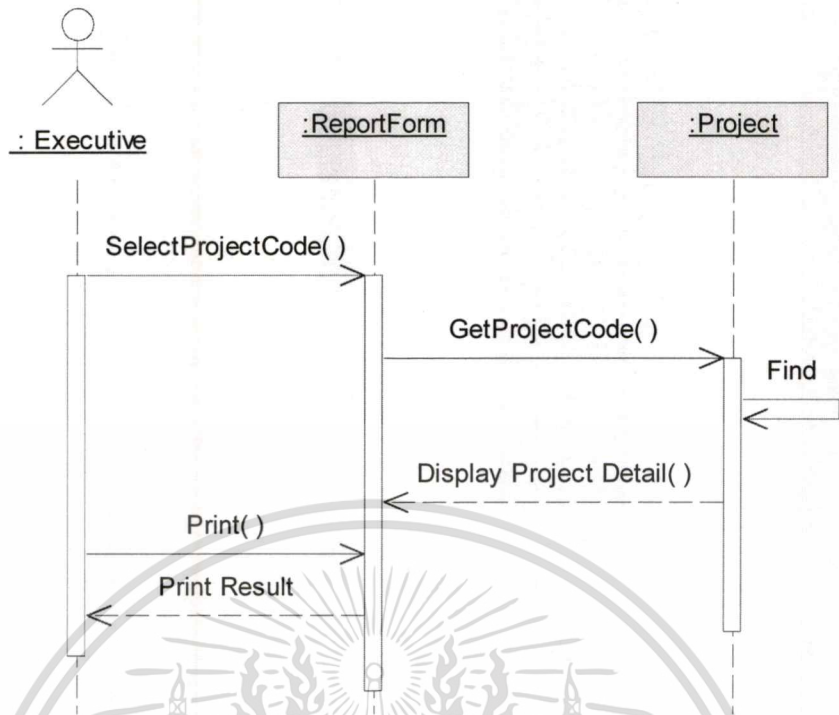 : Executive
:ReportForm
:Project
SelectProjectCode( )
GetProjectCode( )
Find
Display Project Detail( )
Print( )
Print Result